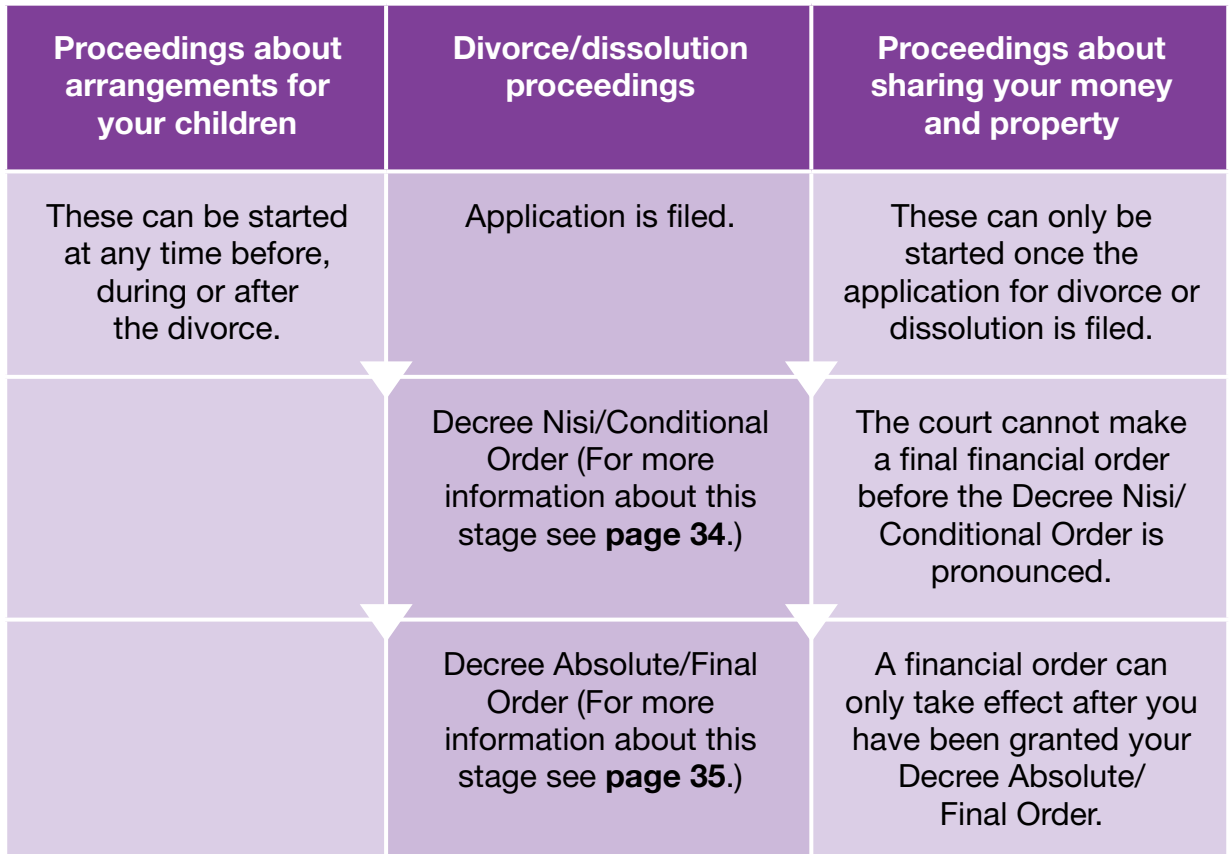 Proceedings about
arrangements for
your children
Divorce/dissolution
proceedings
Proceedings about
sharing your money
and property
These can be started
at any time before,
during or after
the divorce.
Application is filed.
These can only be
started once the
application for divorce or
dissolution is filed.
Decree Nisi/Conditional
Order (For more
information about this
stage see page 34.)
The court cannot make
a final financial order
before the Decree Nisi/
Conditional Order is
pronounced.
Decree Absolute/Final
Order (For more
information about this
stage see page 35.)
A financial order can
only take effect after you
have been granted your
Decree Absolute/
Final Order.